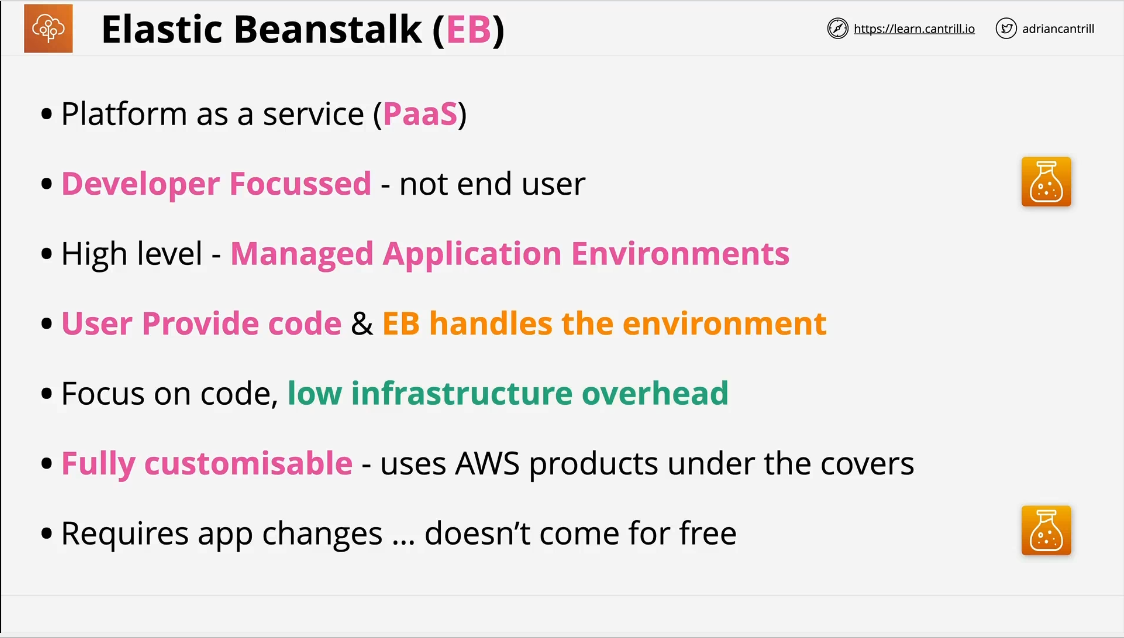 Elastic Beanstalk (EB)
https://learn.cantrill.io
adriancantrill
• Platform as a service (PaaS)
• Developer Focussed - not end user
• High level - Managed Application Environments
• User Provide code & EB handles the environment
• Focus on code, low infrastructure overhead
• Fully customisable - uses AWS products under the covers
• Requires app changes ... doesn't come for free